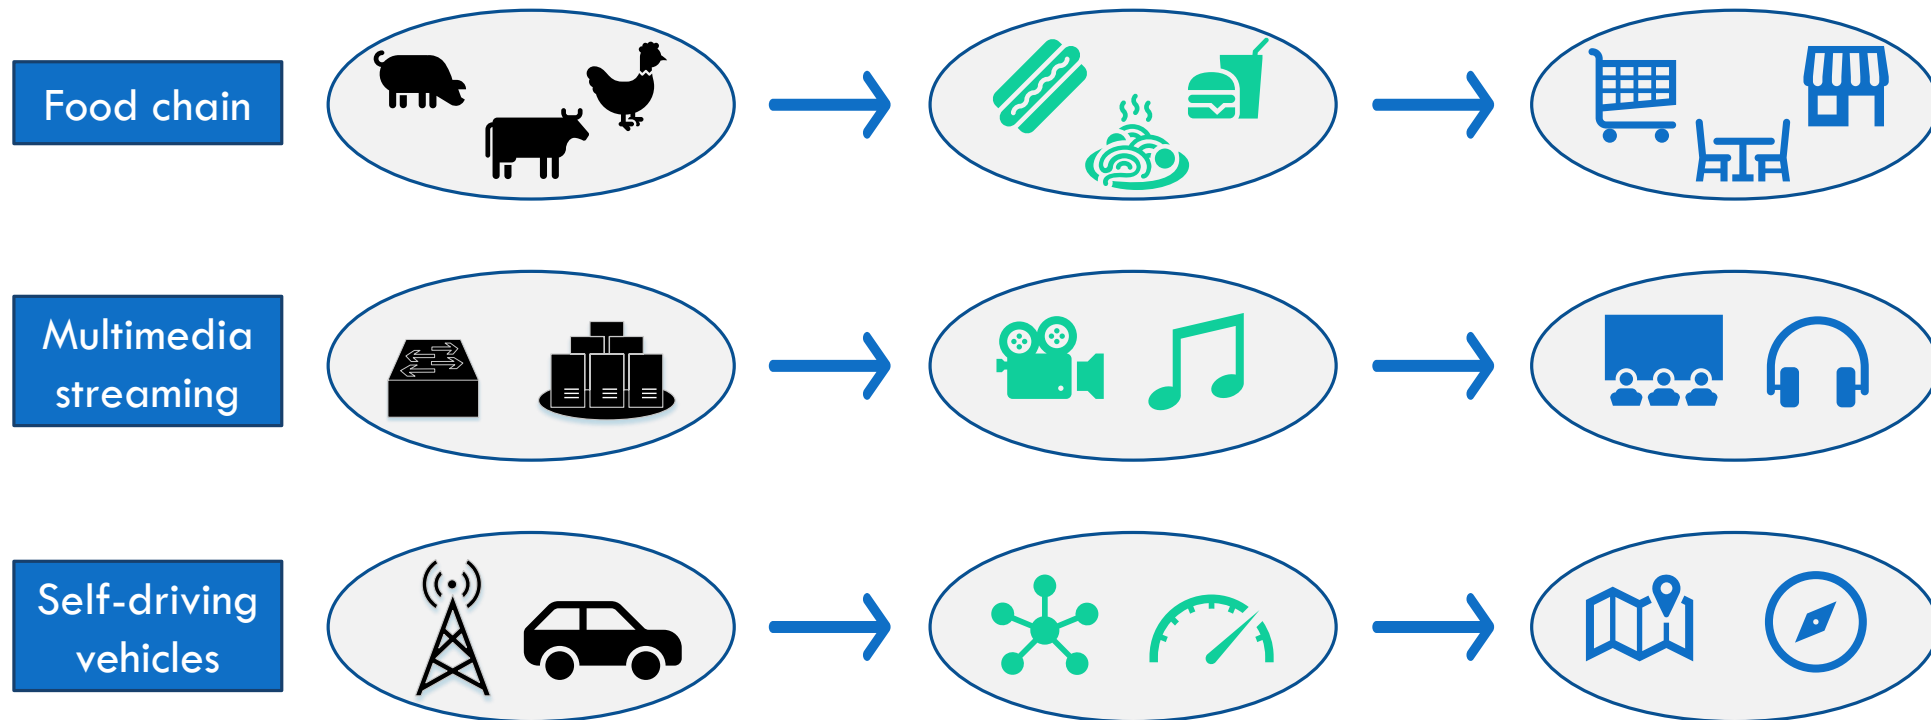 Food chain
Multimedia
streaming
Self-driving
vehicles